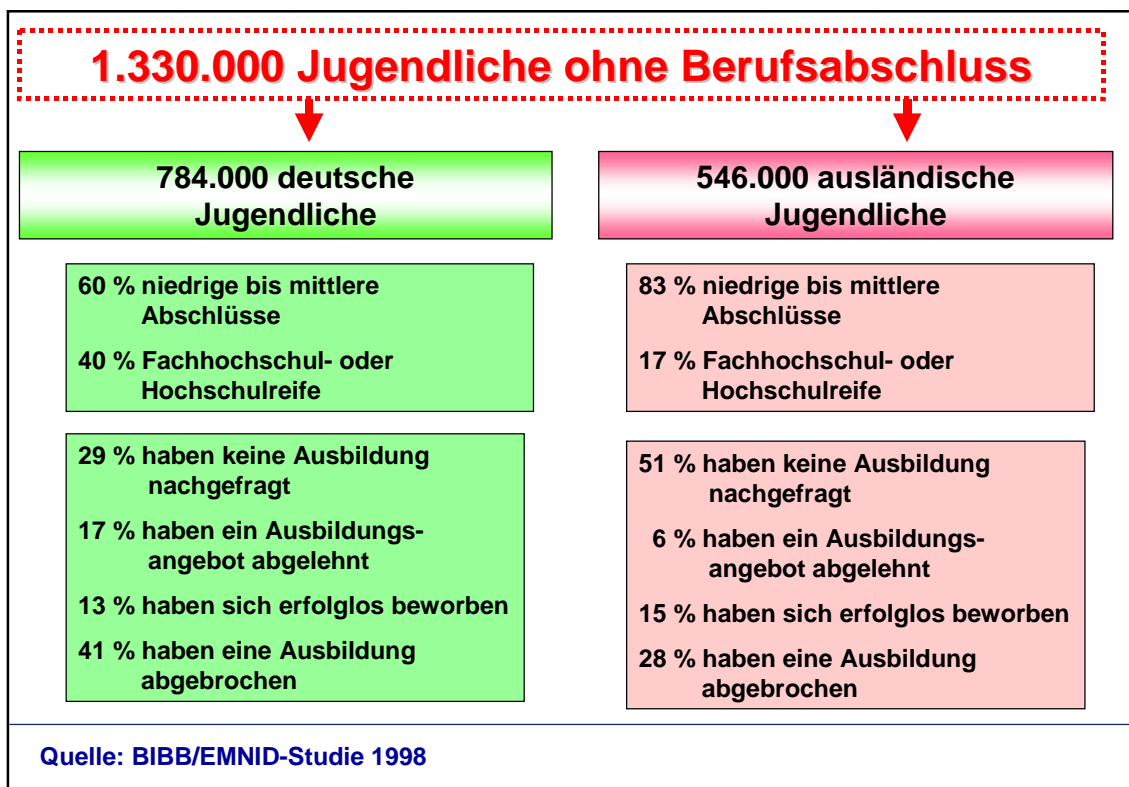 1.330.000 Jugendliche ohne Berufsabschluss
784.000 deutsche
Jugendliche
60 % niedrige bis mittlere
Abschlüsse
40 % Fachhochschul- oder
Hochschulreife
29 % haben keine Ausbildung
nachgefragt
17 % haben ein Ausbildungs-
angebot abgelehnt
13 % haben sich erfolglos beworben
41 % haben eine Ausbildung
abgebrochen
546.000 ausländische
Jugendliche
83 % niedrige bis mittlere
Abschlüsse
17 % Fachhochschul- oder
Hochschulreife
51 % haben keine Ausbildung
nachgefragt
6 % haben ein Ausbildungs-
angebot abgelehnt
15 % haben sich erfolglos beworben
28 % haben eine Ausbildung
abgebrochen
Quelle: BIBB/EMNID-Studie 1998